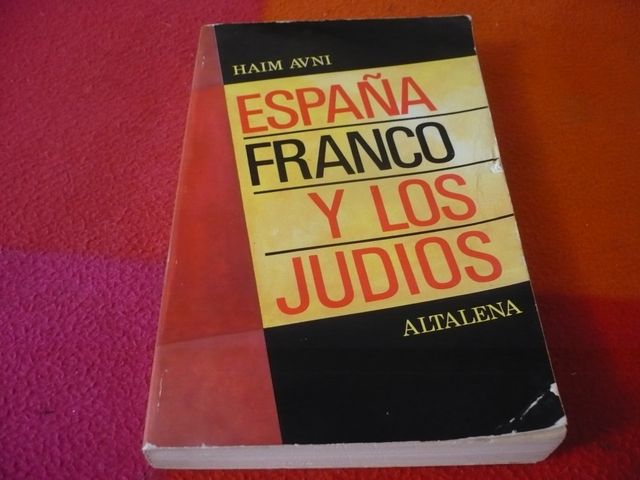 HAIM AVNI
ESPAÑA
FRANCO
Y LOS
JUDIOS
ALTALENA